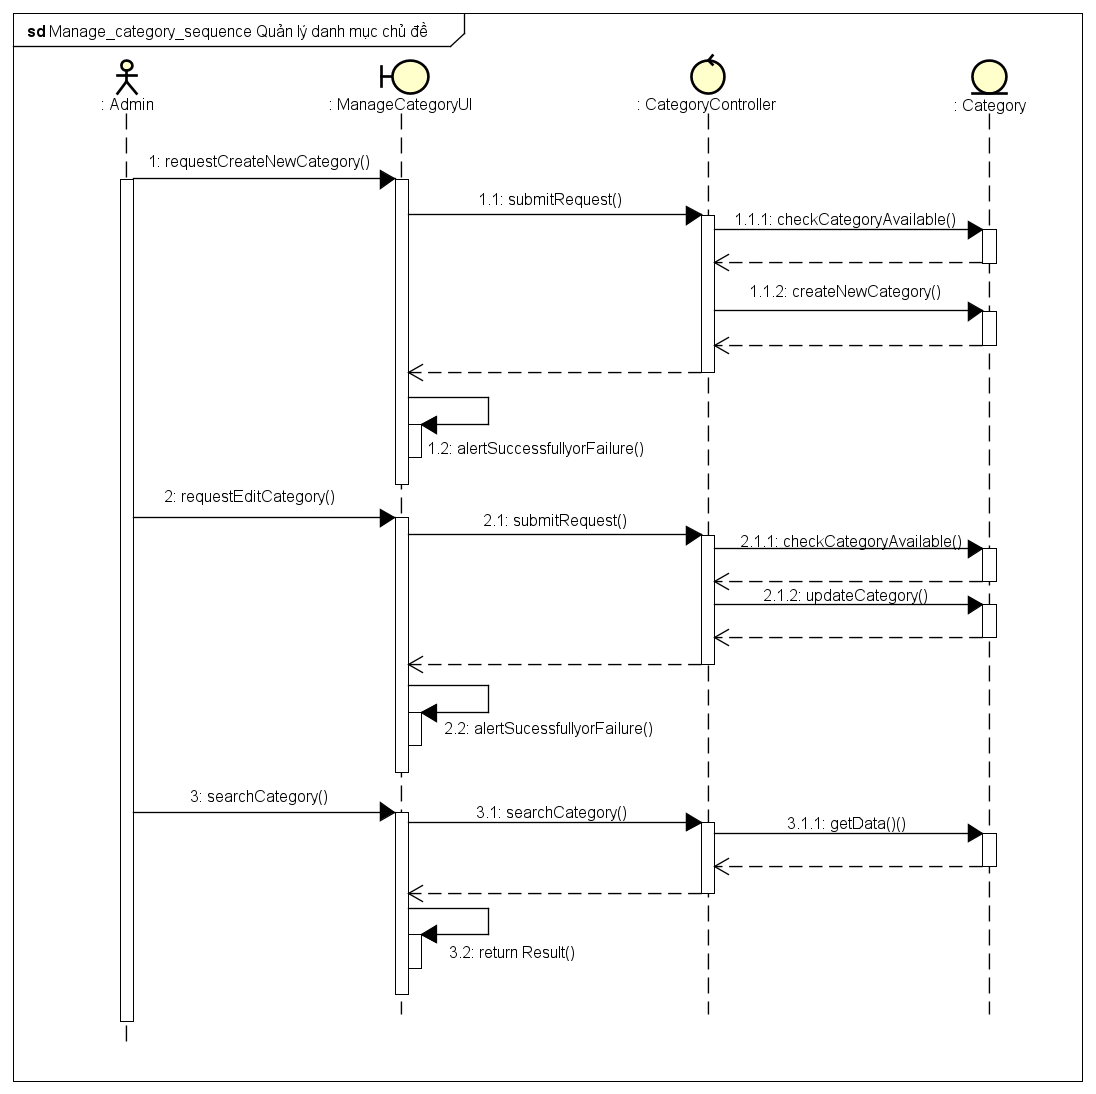 sd Manage_category_sequence Quản lý danh mục chủ đề
: Admin
: ManageCategoryUI
: CategoryController
: Category
1: requestCreateNewCategory()
1.1: submitRequest()
1.1.1: checkCategoryAvailable()
1.1.2: createNewCategory()
1.2: alertSuccessfullyorFailure()
2: requestEditCategory()
2.1: submitRequest()
2.1.1: checkCategoryAvailable()
2.1.2: updateCategory()
2.2: alertSucessfullyorFailure()
3: searchCategory()
3.1: searchCategory()
3.1.1: getData()()
3.2: return Result()